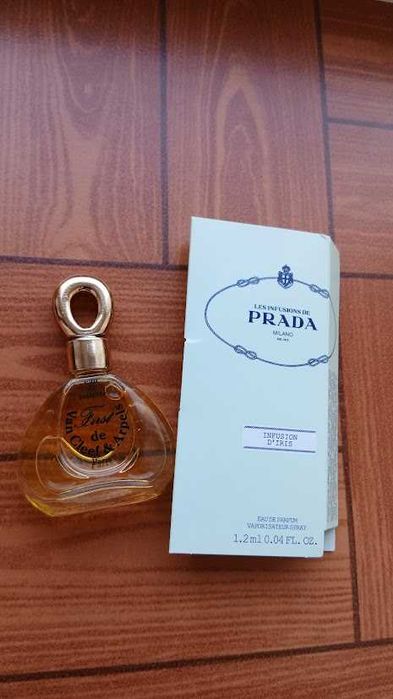 First
de
Van Cleef & Arpels
Paris
LES INFUSIONS DE
PRADA
MILANO
INFUSION
D'IRIS
EAU DE PARFUM
VAPORISATEUR SPRAY
1.2 ml 0.04 FL. OZ.